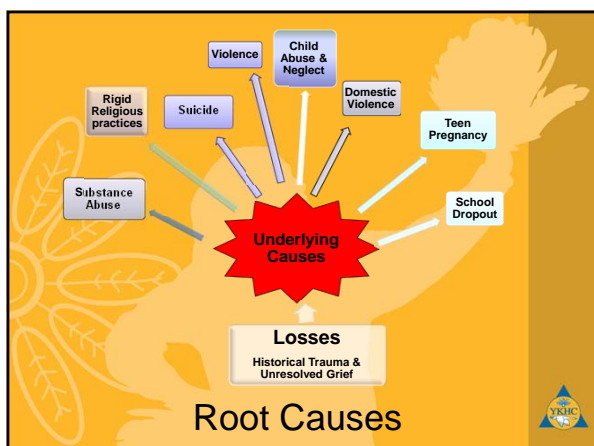 Violence
Child
Abuse &
Neglect
Rigid
Religious
practices
Suicide
Domestic
Violence
Teen
Pregnancy
Substance
Abuse
School
Dropout
Underlying
Causes
Losses
Historical Trauma &
Unresolved Grief
Root Causes
YKHC